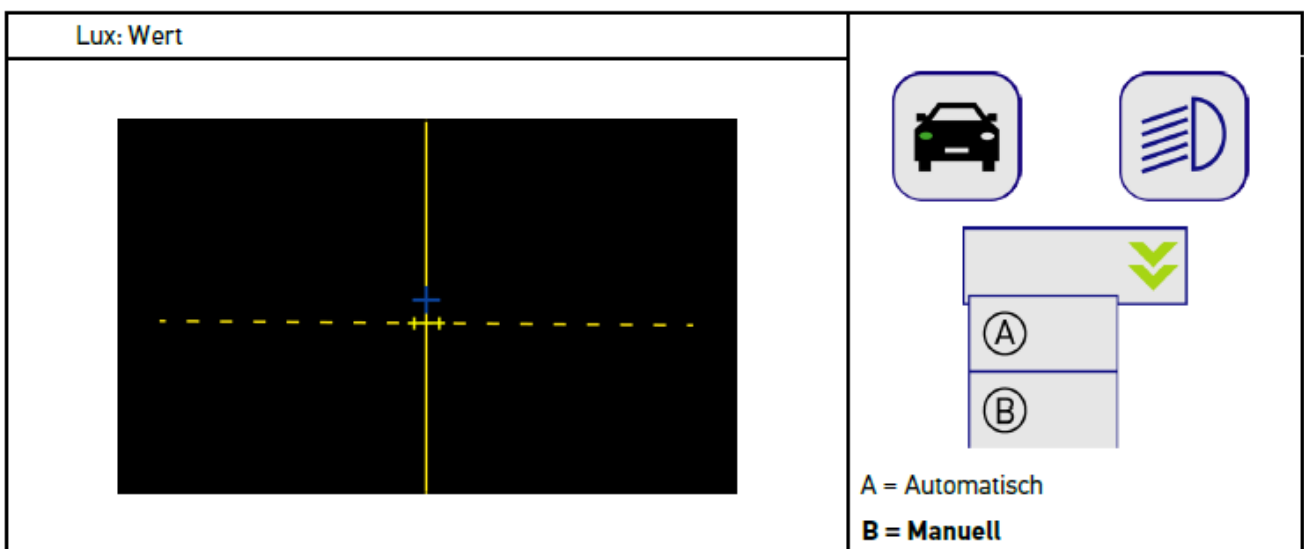 Lux: Wert
A
B
A = Automatisch
B = Manuell